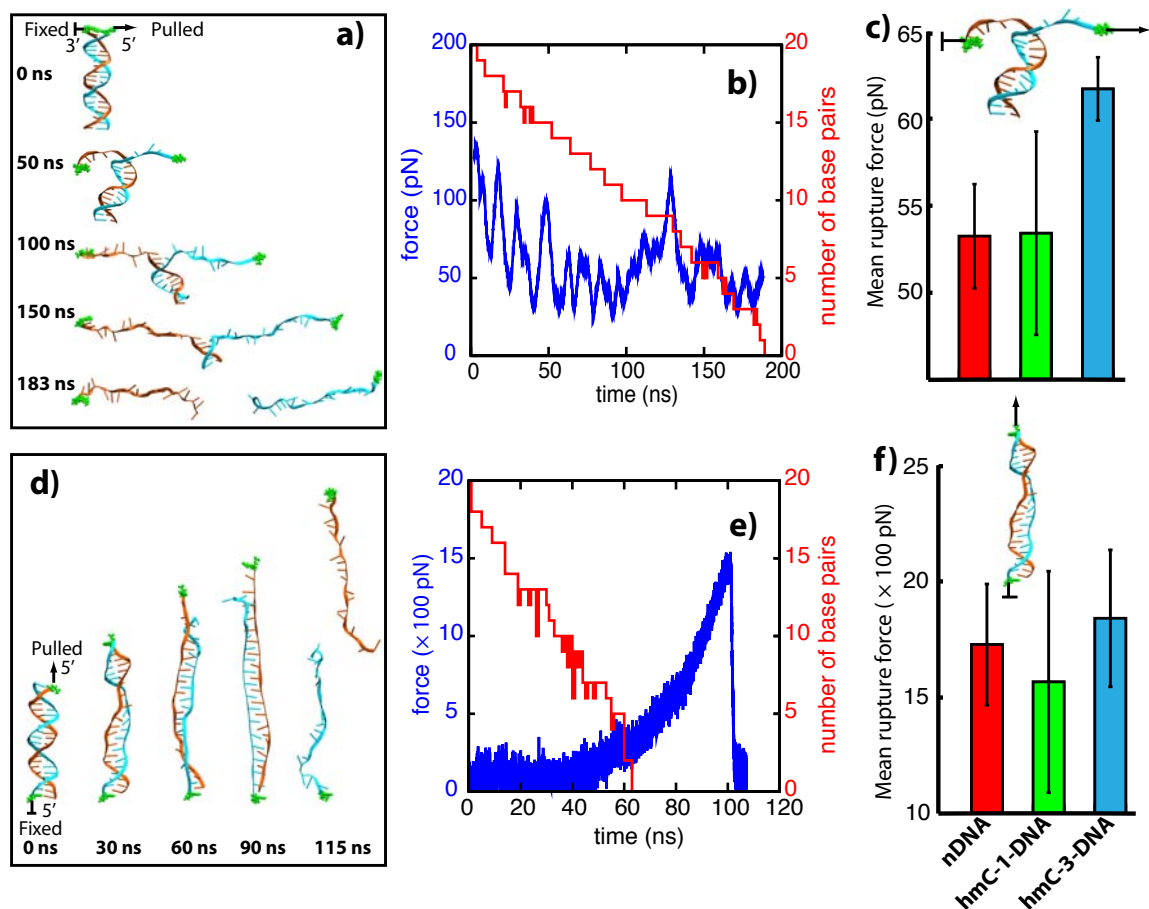 a)
Fixed Pulled
3′ 5′
0 ns
50 ns
100 ns
150 ns
183 ns
b)
200
150
100
50
0
force (pN)
20
15
10
5
0
number of base pairs
0 50 100 150 200
time (ns)
c)
65
60
53
50
Mean rupture force (pN)
d)
Pulled
5′
5′
Fixed
0 ns 30 ns 60 ns 90 ns 115 ns
e)
20
15
10
5
0
force (× 100 pN)
20
15
10
5
0
number of base pairs
0 20 40 60 80 100 120
time (ns)
f)
25
20
15
10
Mean rupture force (× 100 pN)
nDNA
hmC-1-DNA
hmC-3-DNA